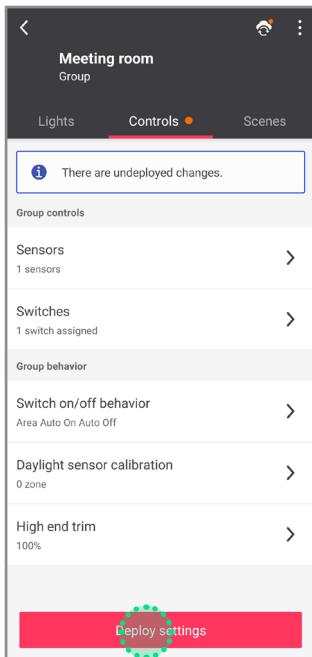 Meeting room
Group
Lights
Controls
Scenes
There are undeployed changes.
Group controls
Sensors
1 sensors
Switches
1 switch assigned
Group behavior
Switch on/off behavior
Area Auto On Auto Off
Daylight sensor calibration
0 zone
High end trim
100%
Deploy settings